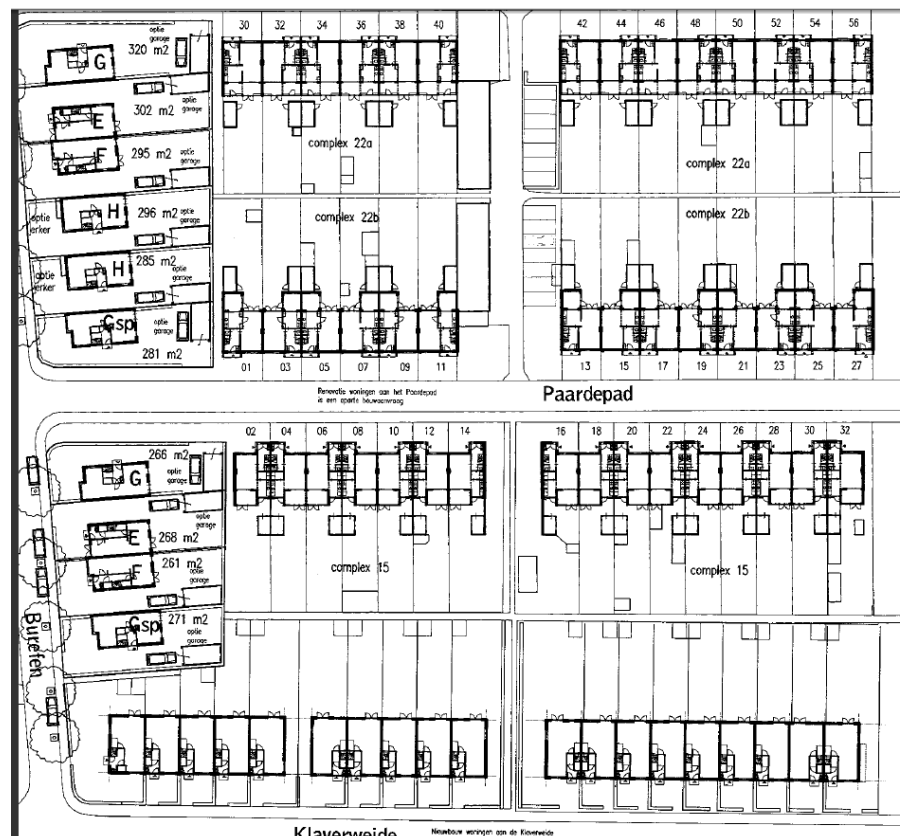 30 32 34 36 38 40 42 44 46 48 50 52 54 56
optie
garage
320 m2
G
302 m2
optie
garage
E
F
295 m2
optie
garage
complex 22a
complex 22a
H
296 m2
optie
garage
optie
erker
complex 22b
complex 22b
H
285 m2
optie
garage
optie
erker
Gsp
optie
garage
281 m2
01 03 05 07 09 11 13 15 17 19 21 23 25 27
Renovatie woningen aan het Paardepad
is een aparte bouwaanvraag
Paardepad
02 04 06 08 10 12 14 16 18 20 22 24 26 28 30 32
266 m2
G
optie
garage
E
268 m2
optie
garage
261 m2
F
optie
garage
complex 15
complex 15
Gsp
271 m2
optie
garage
Burefen
Klaverweide
Nieuwbouw woningen aan de Klaverweide